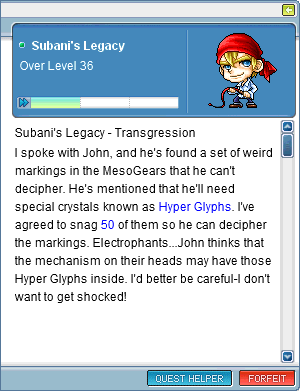 Subani's Legacy
Over Level 36
Subani's Legacy - Transgression
I spoke with John, and he's found a set of weird
markings in the MesoGears that he can't
decipher. He's mentioned that he'll need
special crystals known as Hyper Glyphs. I've
agreed to snag 50 of them so he can decipher
the markings. Electrophants...John thinks that
the mechanism on their heads may have those
Hyper Glyphs inside. I'd better be careful-I don't
want to get shocked!
QUEST HELPER
FORFEIT